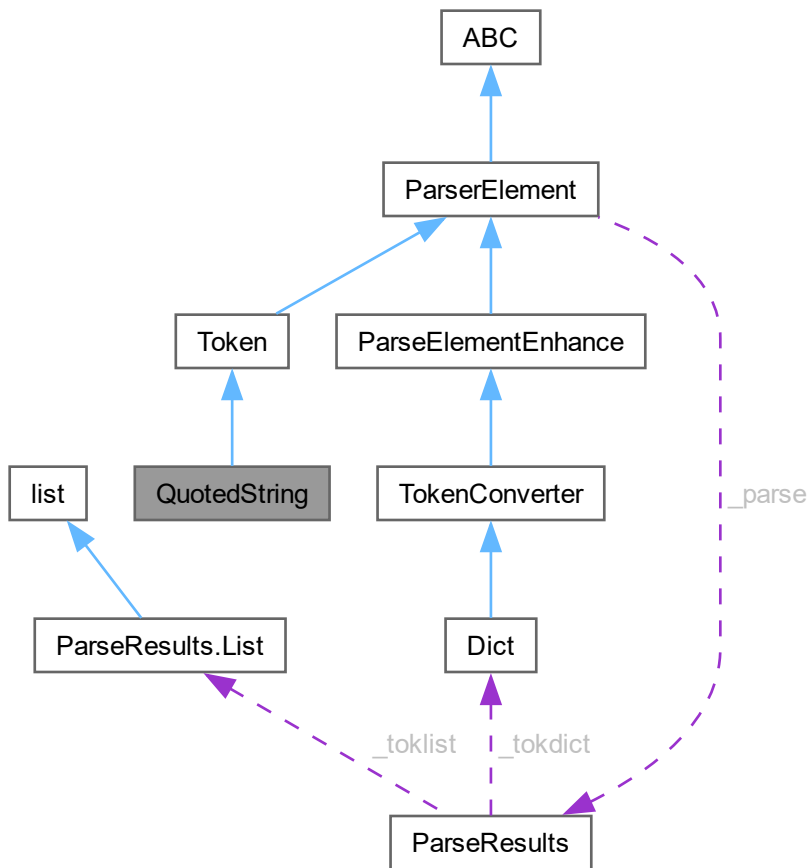 ABC
ParserElement
Token
ParseElementEnhance
list
QuotedString
TokenConverter
_parse
ParseResults.List
Dict
_toklist
_tokdict
ParseResults